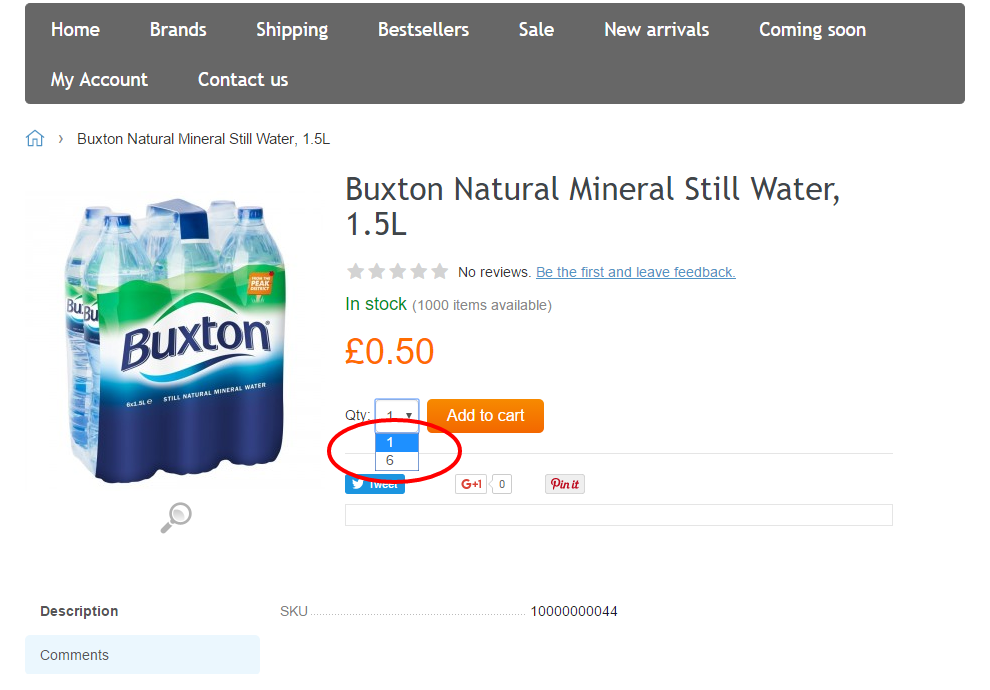 Home Brands Shipping Bestsellers Sale New arrivals Coming soon
My Account Contact us
Buxton Natural Mineral Still Water, 1.5L
Buxton Natural Mineral Still Water,
1.5L
No reviews. Be the first and leave feedback.
In stock (1000 items available)
£0.50
Qty: 1 Add to cart
1
6
Tweet
G+1 0
Pin it
FROM THE
PEAK
DISTRICT
Bu Bu
Buxton®
6x1.5L e STILL NATURAL MINERAL WATER
Description
SKU 10000000044
Comments